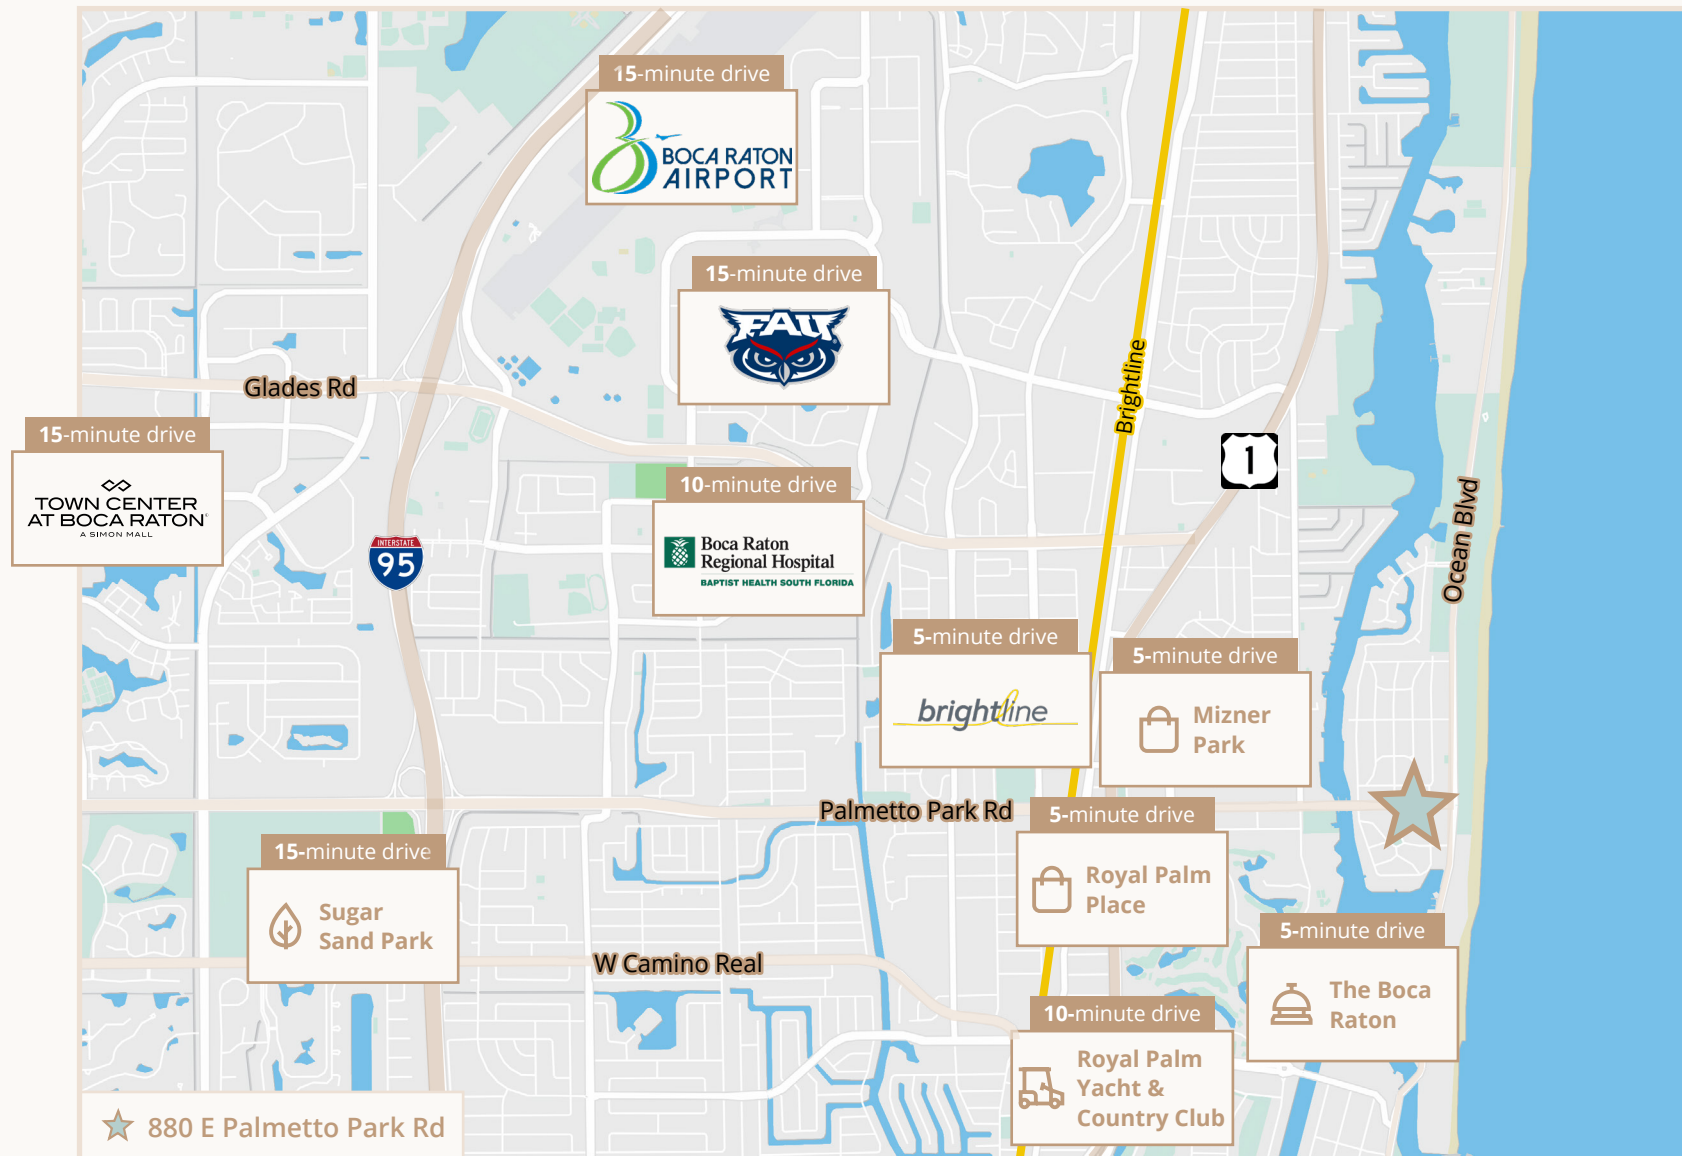 15-minute drive
BOCA RATON
AIRPORT
15-minute drive
FAU
Glades Rd
Brightline
15-minute drive
TOWN CENTER
AT BOCA RATON
A SIMON MALL
1
10-minute drive
Boca Raton
Regional Hospital
BAPTIST HEALTH SOUTH FLORIDA
Ocean Blvd
INTERSTATE
95
5-minute drive
brightline
5-minute drive
Mizner
Park
Palmetto Park Rd
5-minute drive
Royal Palm
Place
15-minute drive
Sugar
Sand Park
W Camino Real
5-minute drive
The Boca
Raton
10-minute drive
Royal Palm
Yacht &
Country Club
880 E Palmetto Park Rd